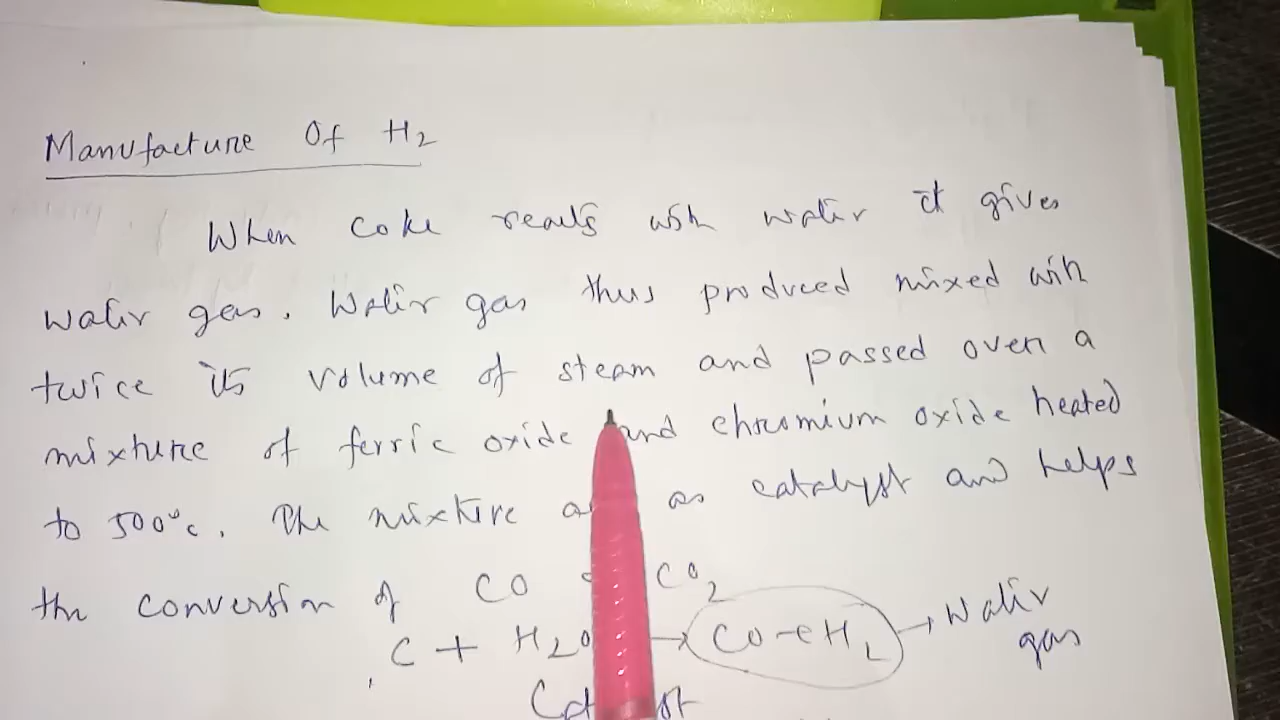 Manufacture Of H2
When coke reacts with water it gives
water gas. Water gas thus produced mixed with
twice its volume of steam and passed over a
mixture of ferric oxide and chromium oxide heated
to 500°c. The mixture as catalyst and helps
the conversion of CO CO2
C + H2O → CO + H2 → Water
gas